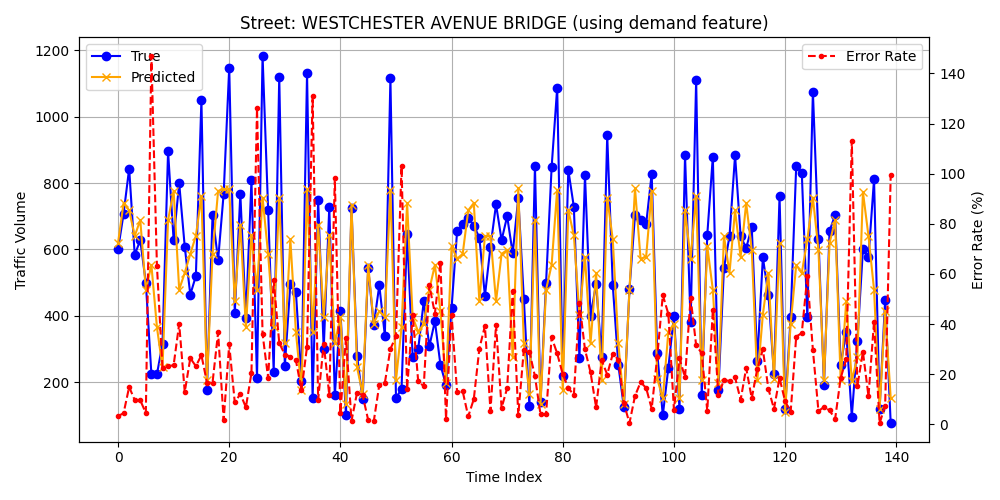 Street: WESTCHESTER AVENUE BRIDGE (using demand feature)
True
Predicted
Error Rate
Traffic Volume
1200
1000
800
600
400
200
140
120
100
80
60
40
20
0
Error Rate (%)
0 20 40 60 80 100 120 140
Time Index